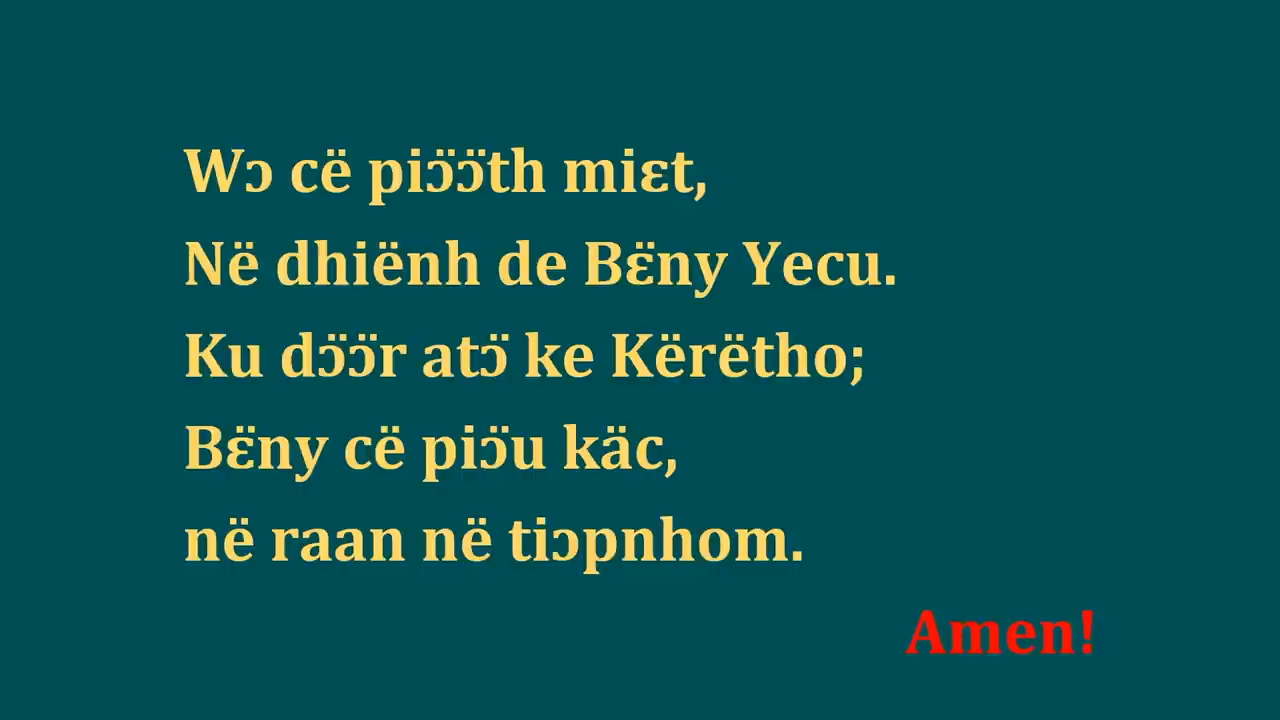 Wɔ cë piɔ̈ɔ̈th miɛt,
Në dhiënh de Bɛ̈ny Yecu.
Ku dɔ̈ɔ̈r atɔ̈ ke Kërëtho;
Bɛ̈ny cë piɔ̈u käc,
në raan në tiɔpnhom.
Amen!